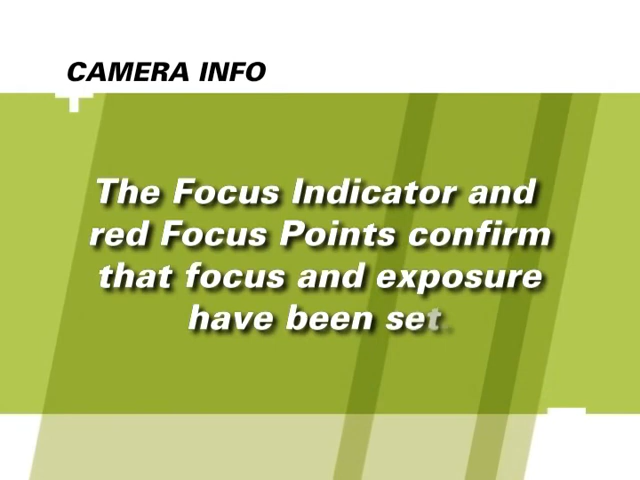 CAMERA INFO
The Focus Indicator and
red Focus Points confirm
that focus and exposure
have been set.